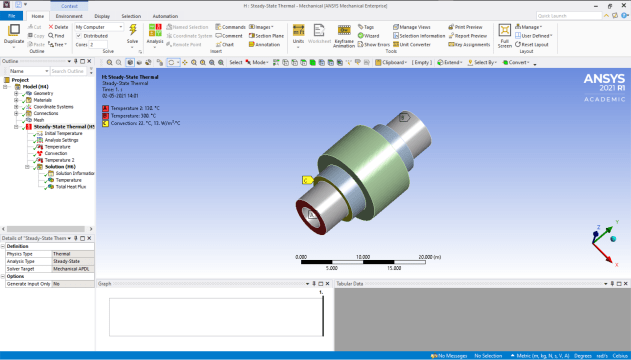 H: Steady-State Thermal - Mechanical [ANSYS Mechanical Enterprise]
Context
File Home Environment Display Selection Automation
Quick Launch
Duplicate
Cut
Copy
Paste
Delete
Find
Tree
Outline
My Computer
Distributed
Cores 2
Solve
Solve
Analysis
Named Selection
Coordinate System
Remote Point
Commands
Comment
Chart
Images
Section Plane
Annotation
Insert
Units
Worksheet
Keyframe Animation
Tags
Wizard
Show Errors
Manage Views
Selection Information
Unit Converter
Print Preview
Report Preview
Key Assignments
Tools
Full Screen
Manage
User Defined
Reset Layout
Layout
Outline
Name Search Outline
Select Mode Clipboard [ Empty ] Extend Select By Convert
Project
Model (H4)
Geometry
Materials
Coordinate Systems
Connections
Mesh
Steady-State Thermal (H5
Initial Temperature
Analysis Settings
Temperature
Convection
Temperature 2
Solution (H6)
Solution Informatio
Temperature
Total Heat Flux
H: Steady-State Thermal
Steady-State Thermal
Time: 1. s
02-05-2021 14:01
A Temperature 2: 150. °C
B Temperature: 300. °C
C Convection: 22. °C, 15. W/m²·°C
ANSYS
2021 R1
ACADEMIC
0.000 10.000 20.000 (m)
5.000 15.000
Z
Y
X
Details of "Steady-State Therm
Definition
Physics Type Thermal
Analysis Type Steady-State
Solver Target Mechanical APDL
Options
Generate Input Only No
Graph
1.
Tabular Data
No Messages No Selection Metric (m, kg, N, s, V, A) Degrees rad/s Celsius